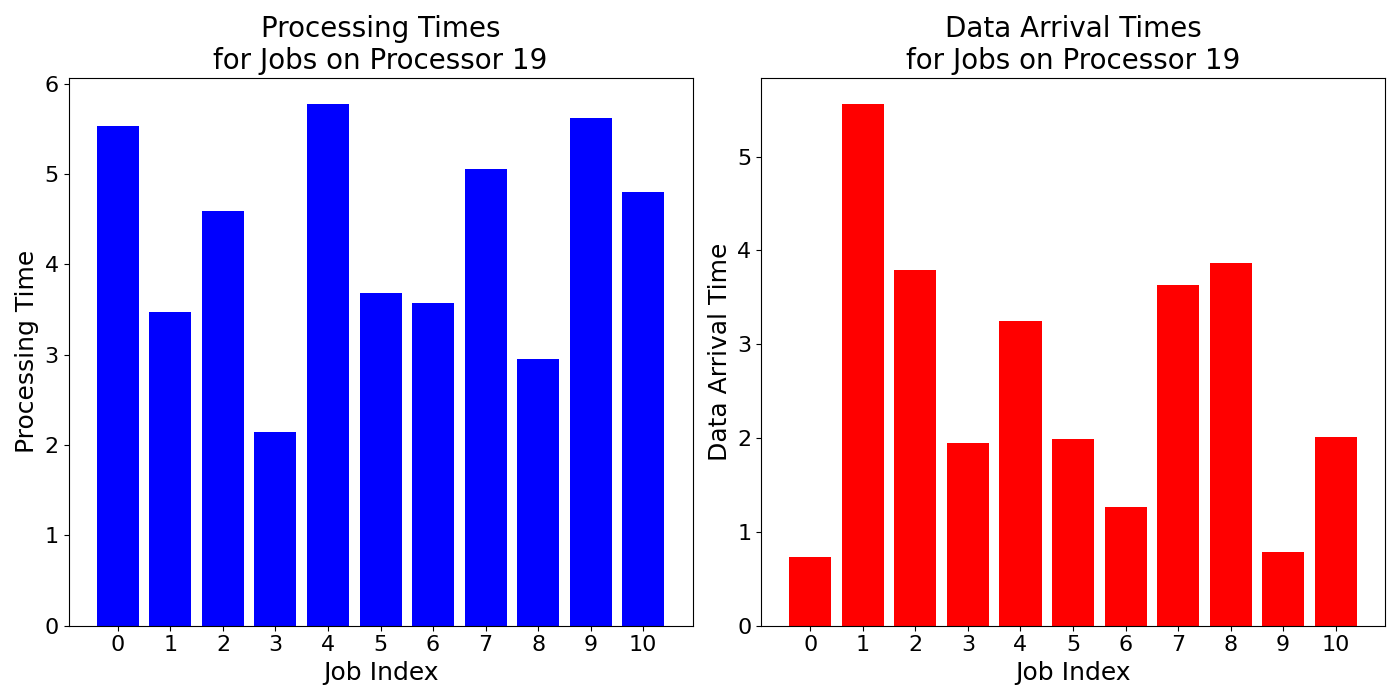 Processing Times
for Jobs on Processor 19
Processing Time
6
5
4
3
2
1
0
0 1 2 3 4 5 6 7 8 9 10
Job Index
Data Arrival Times
for Jobs on Processor 19
Data Arrival Time
5
4
3
2
1
0
0 1 2 3 4 5 6 7 8 9 10
Job Index